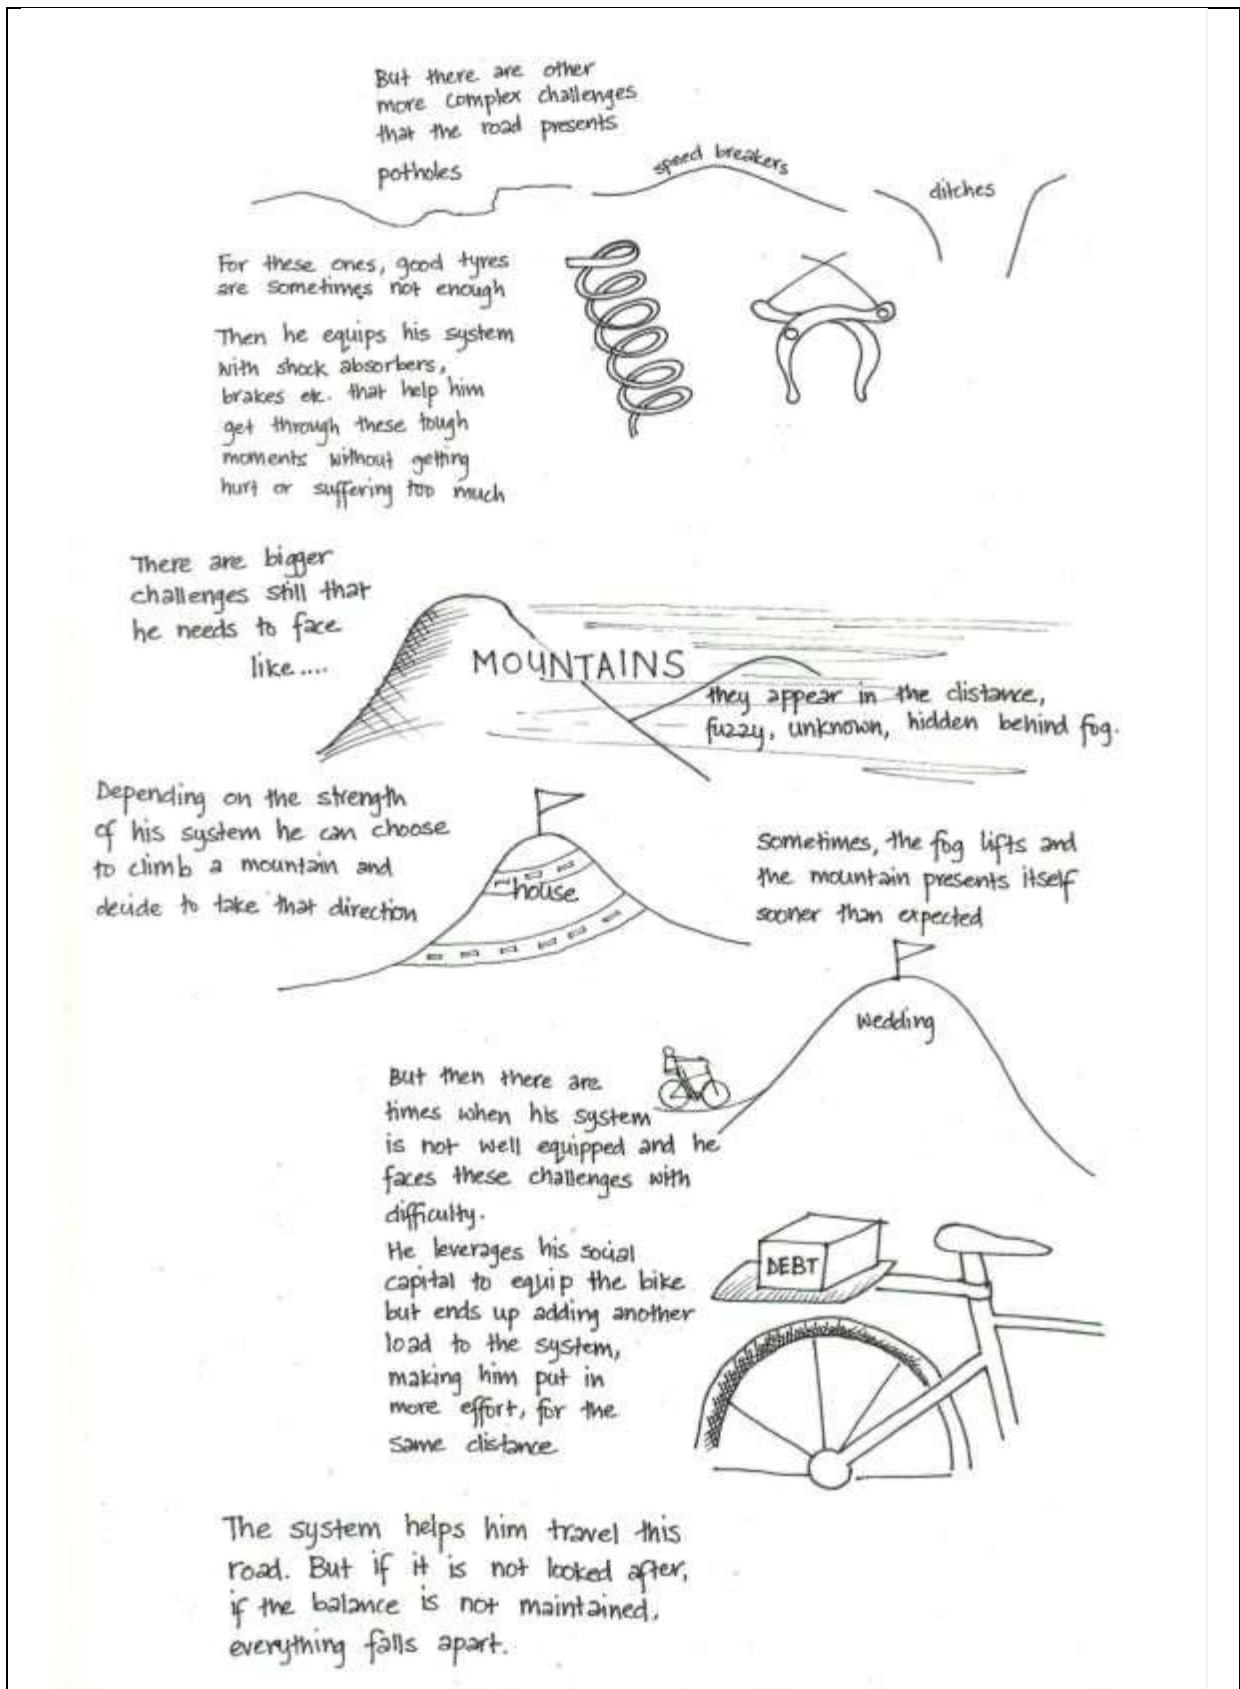 But there are other
more complex challenges
that the road presents
potholes
speed breakers
ditches
For these ones, good tyres
are sometimes not enough
Then he equips his system
with shock absorbers,
brakes etc. that help him
get through these tough
moments without getting
hurt or suffering too much
There are bigger
challenges still that
he needs to face
like....
MOUNTAINS
they appear in the distance,
fuzzy, unknown, hidden behind fog.
Depending on the strength
of his system he can choose
to climb a mountain and
decide to take that direction
house
Sometimes, the fog lifts and
the mountain presents itself
sooner than expected
Wedding
But then there are
times when his system
is not well equipped and he
faces these challenges with
difficulty.
He leverages his social
capital to equip the bike
but ends up adding another
load to the system,
making him put in
more effort, for the
same distance
DEBT
The system helps him travel this
road. But if it is not looked after,
if the balance is not maintained.
everything falls apart.